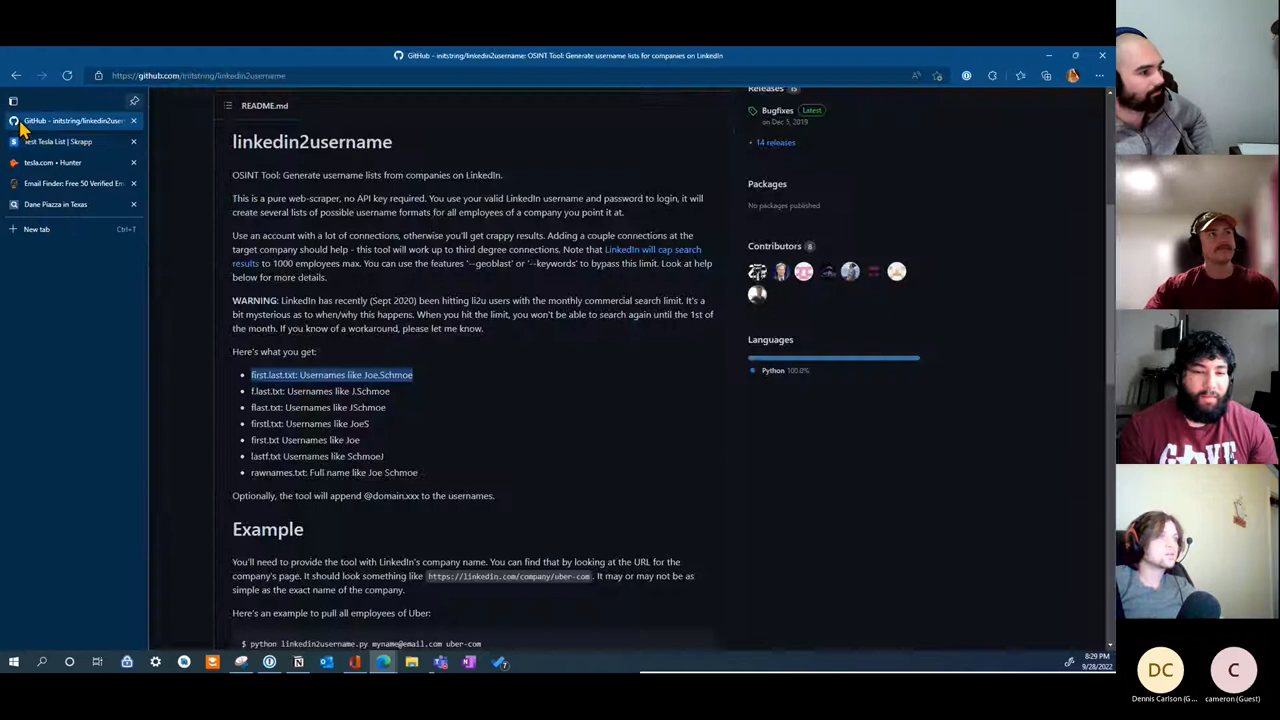 GitHub - initstring/linkedin2username: OSINT Tool: Generate username lists for companies on LinkedIn
https://github.com/initstring/linkedin2username
GitHub - initstring/linkedin2usern
Test Tesla List | Skrapp
tesla.com • Hunter
Email Finder: Free 50 Verified Em
Dane Piazza in Texas
New tab
Ctrl+T
README.md
linkedin2username
OSINT Tool: Generate username lists from companies on LinkedIn.
This is a pure web-scraper, no API key required. You use your valid LinkedIn username and password to login, it will
create several lists of possible username formats for all employees of a company you point it at.
Use an account with a lot of connections, otherwise you'll get crappy results. Adding a couple connections at the
target company should help - this tool will work up to third degree connections. Note that LinkedIn will cap search
results to 1000 employees max. You can use the features '--geoblast' or '--keywords' to bypass this limit. Look at help
below for more details.
WARNING: LinkedIn has recently (Sept 2020) been hitting li2u users with the monthly commercial search limit. It's a
bit mysterious as to when/why this happens. When you hit the limit, you won't be able to search again until the 1st of
the month. If you know of a workaround, please let me know.
Here's what you get:
• first.last.txt: Usernames like Joe.Schmoe
• f.last.txt: Usernames like J.Schmoe
• flast.txt: Usernames like JSchmoe
• firstl.txt: Usernames like JoeS
• first.txt Usernames like Joe
• lastf.txt Usernames like SchmoeJ
• rawnames.txt: Full name like Joe Schmoe
Optionally, the tool will append @domain.xxx to the usernames.
Example
You'll need to provide the tool with LinkedIn's company name. You can find that by looking at the URL for the
company's page. It should look something like https://linkedin.com/company/uber-com. It may or may not be as
simple as the exact name of the company.
Here's an example to pull all employees of Uber:
$ python linkedin2username.py myname@email.com uber-com
Releases
Bugfixes Latest
on Dec 5, 2019
+ 14 releases
Packages
No packages published
Contributors 8
Languages
Python 100.0%
8:29 PM
9/28/2022
DC
Dennis Carlson (G...
C
cameron (Guest)